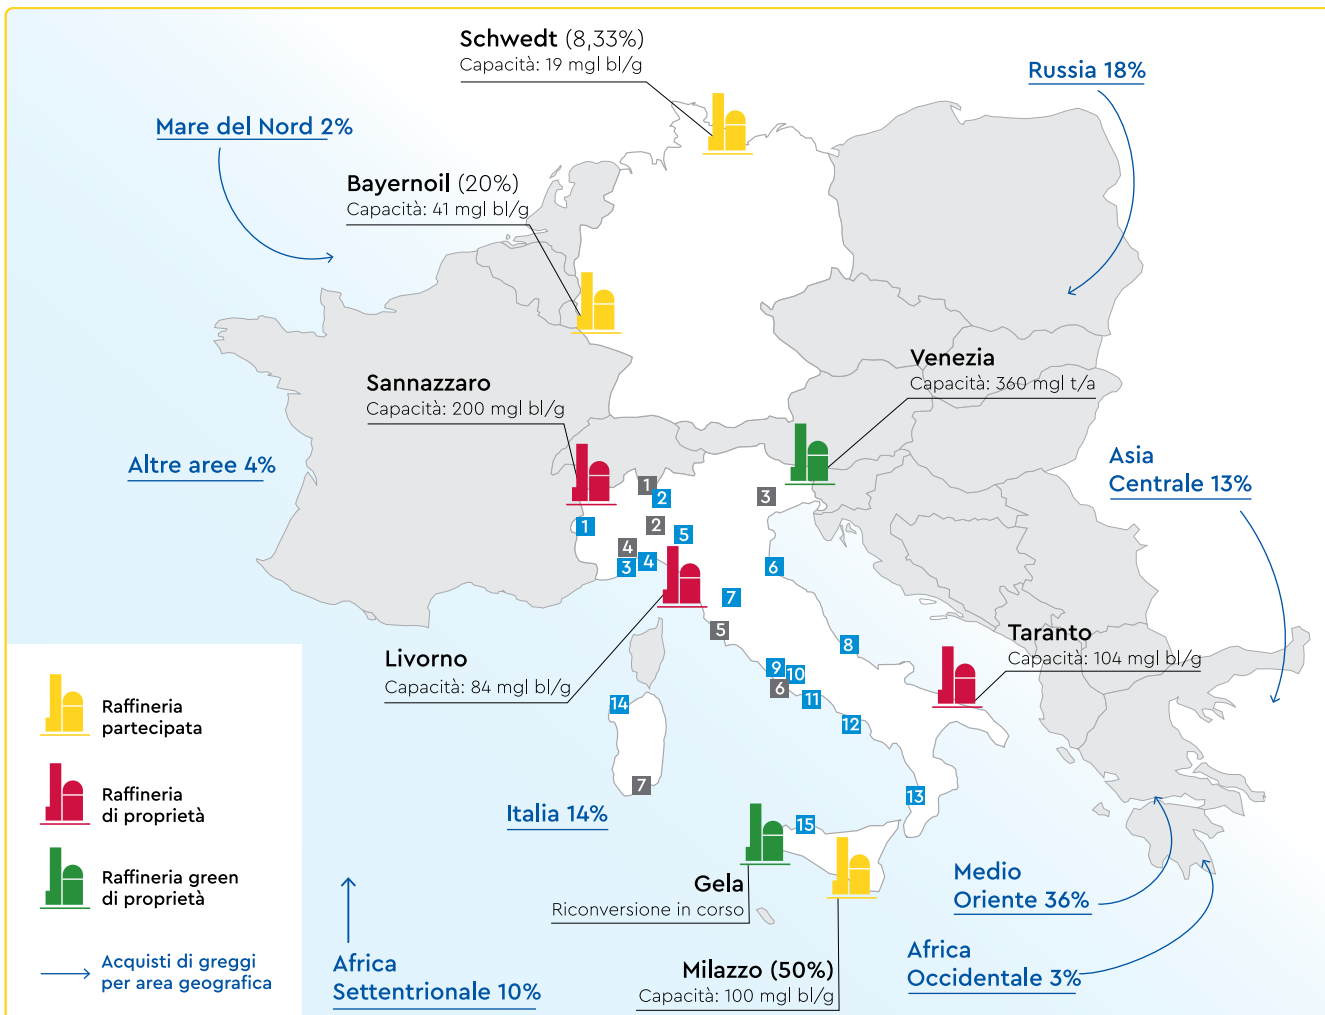 Schwedt (8,33%)
Capacità: 19 mgl bl/g
Russia 18%
Mare del Nord 2%
Bayernoil (20%)
Capacità: 41 mgl bl/g
Venezia
Capacità: 360 mgl t/a
Sannazzaro
Capacità: 200 mgl bl/g
Altre aree 4%
Asia
Centrale 13%
1
2
3
1
2
5
4
3
4
6
7
5
8
Taranto
Capacità: 104 mgl bl/g
Livorno
Capacità: 84 mgl bl/g
9
10
6
11
14
12
7
13
15
Italia 14%
Raffineria
partecipata
Raffineria
di proprietà
Raffineria green
di proprietà
Acquisti di greggi
per area geografica
Gela
Riconversione in corso
Medio
Oriente 36%
Africa
Occidentale 3%
Africa
Settentrionale 10%
Milazzo (50%)
Capacità: 100 mgl bl/g